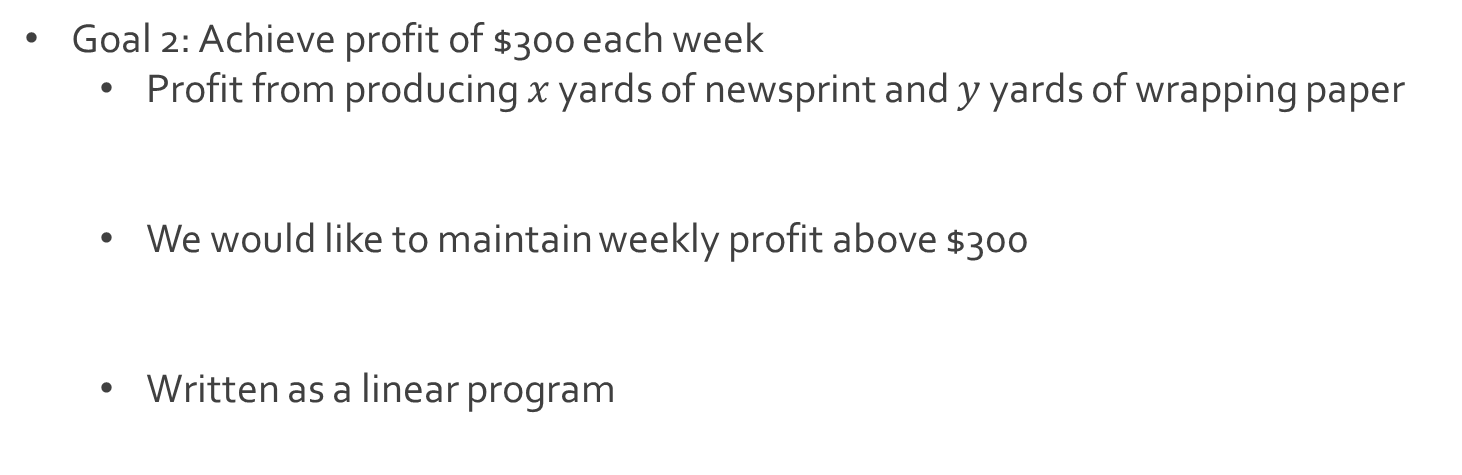 • Goal 2: Achieve profit of $300 each week
• Profit from producing x yards of newsprint and y yards of wrapping paper
• We would like to maintain weekly profit above $300
• Written as a linear program